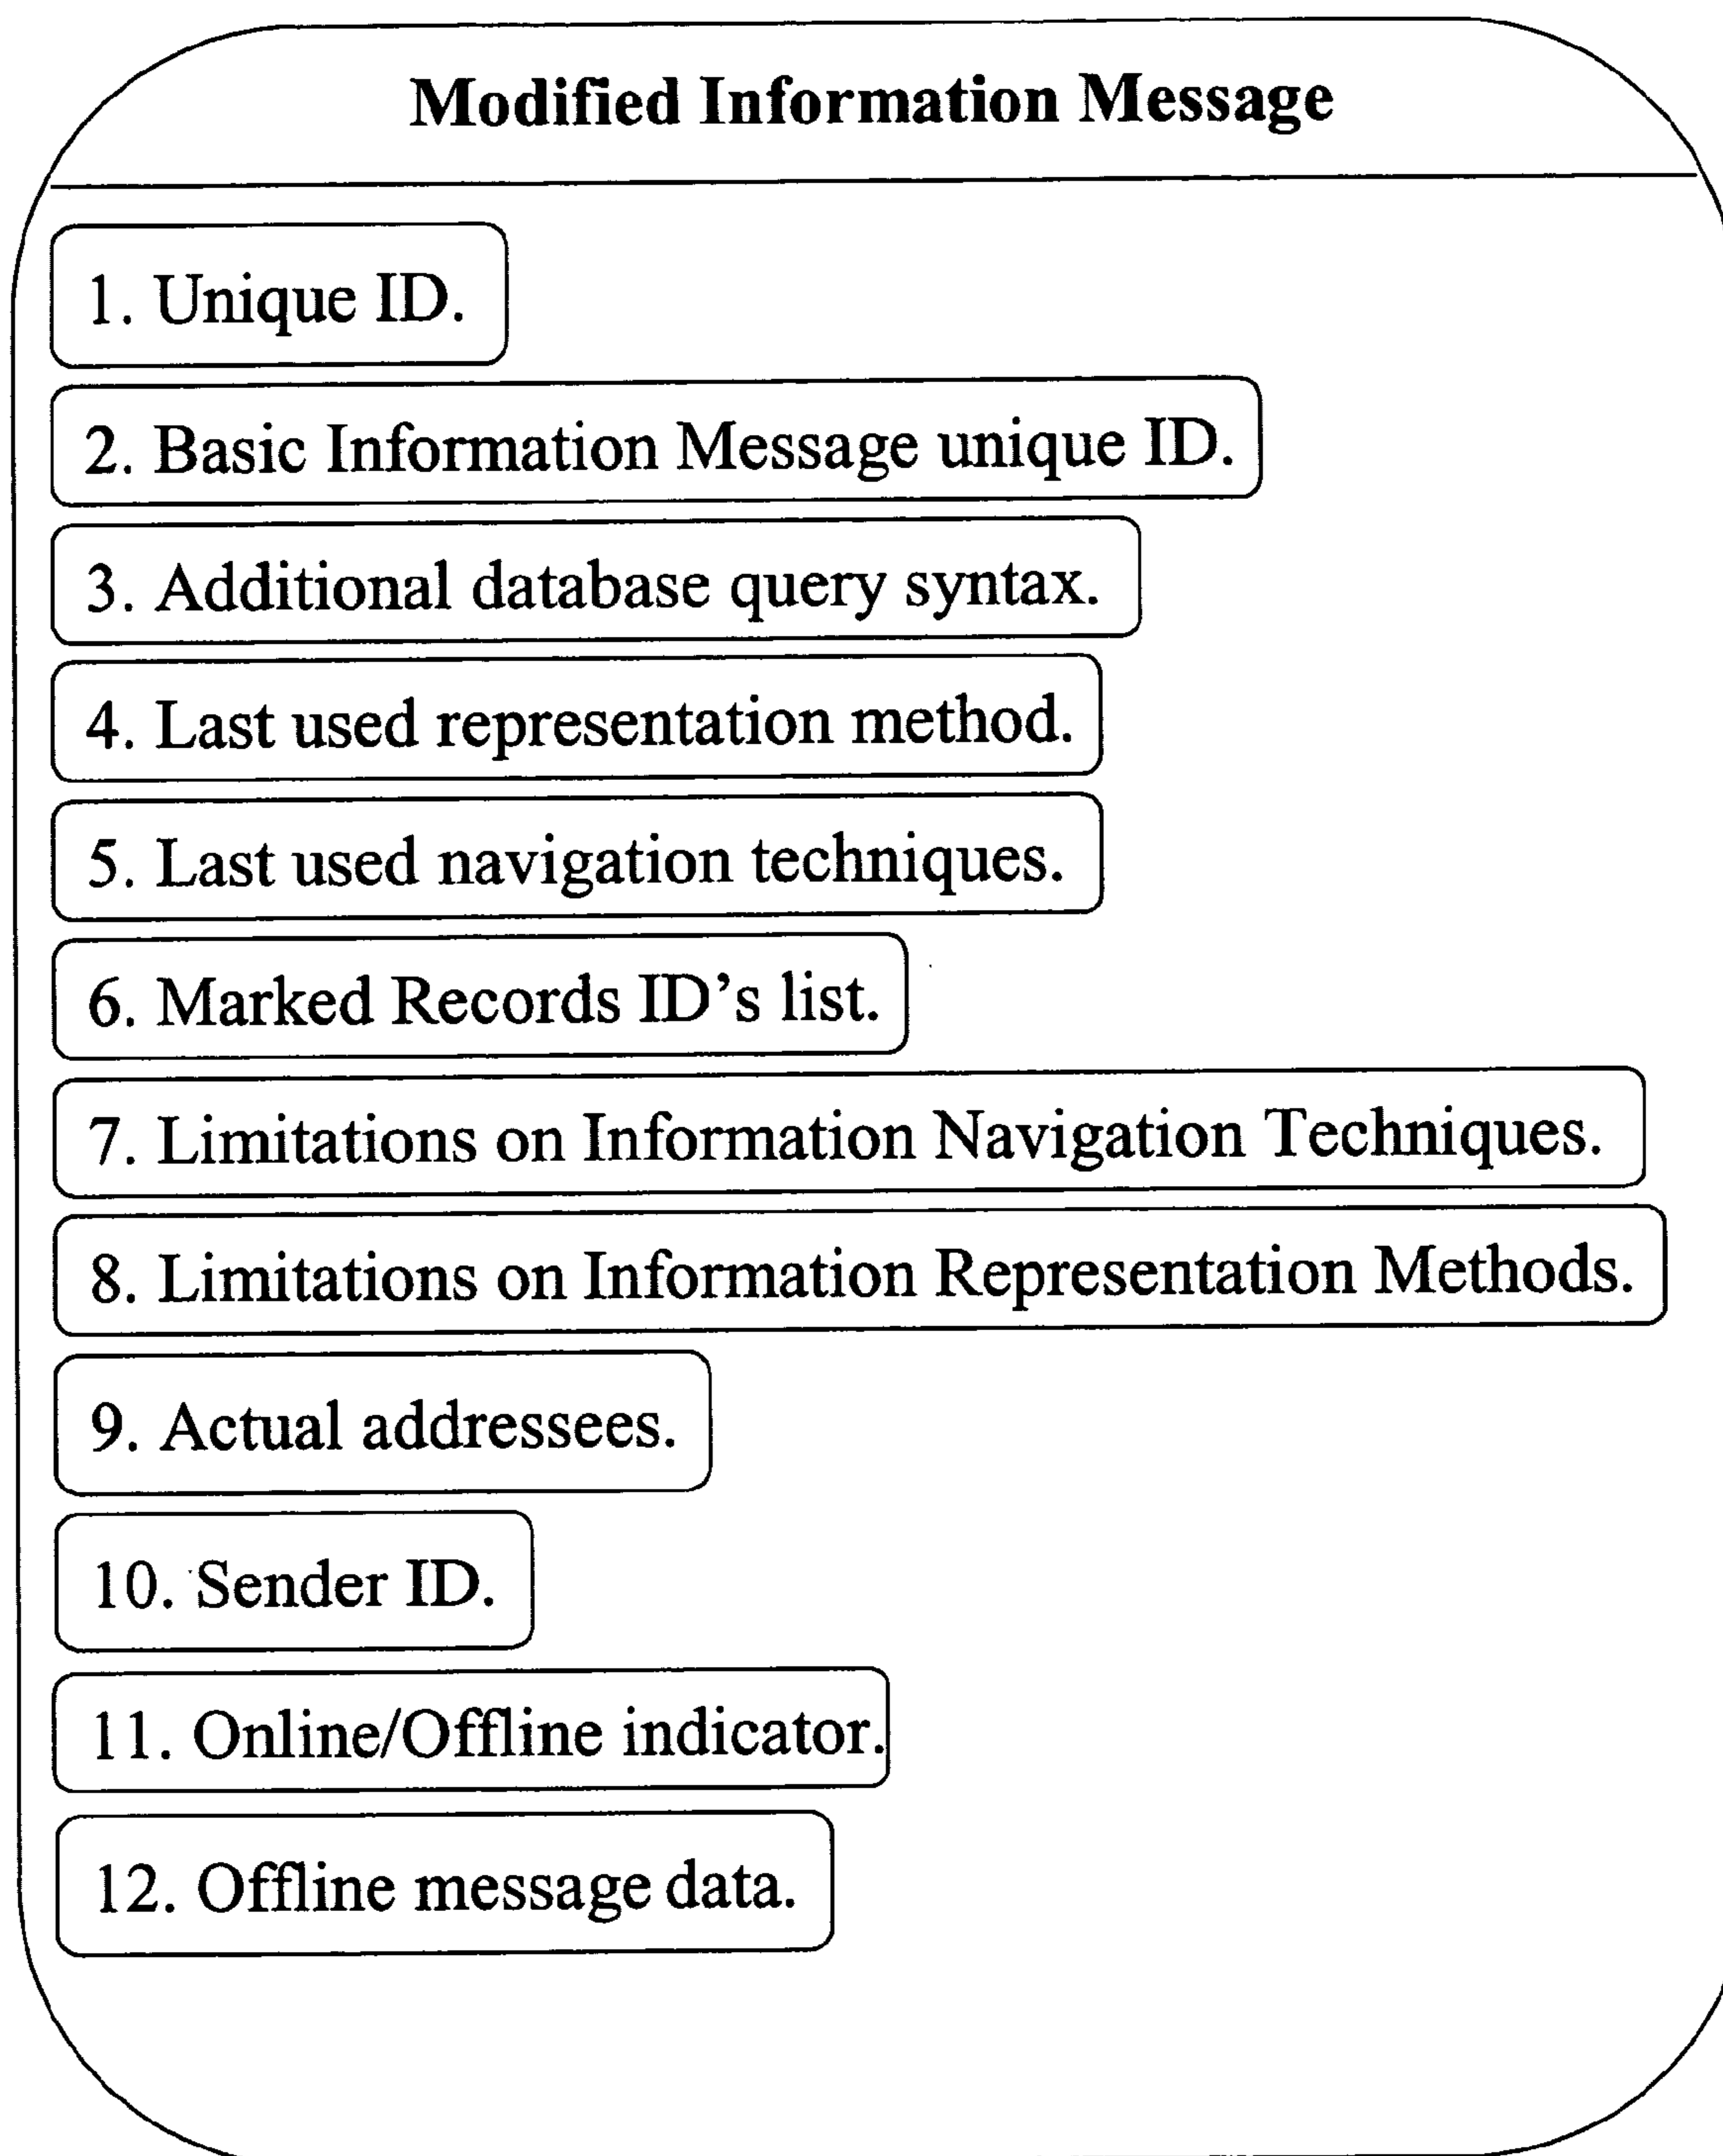 Modified Information Message
1. Unique ID.
2. Basic Information Message unique ID.
3. Additional database query syntax.
4. Last used representation method.
5. Last used navigation techniques.
6. Marked Records ID’s list.
7. Limitations on Information Navigation Techniques.
8. Limitations on Information Representation Methods.
9. Actual addressees.
10. Sender ID.
11. Online/Offline indicator.
12. Offline message data.